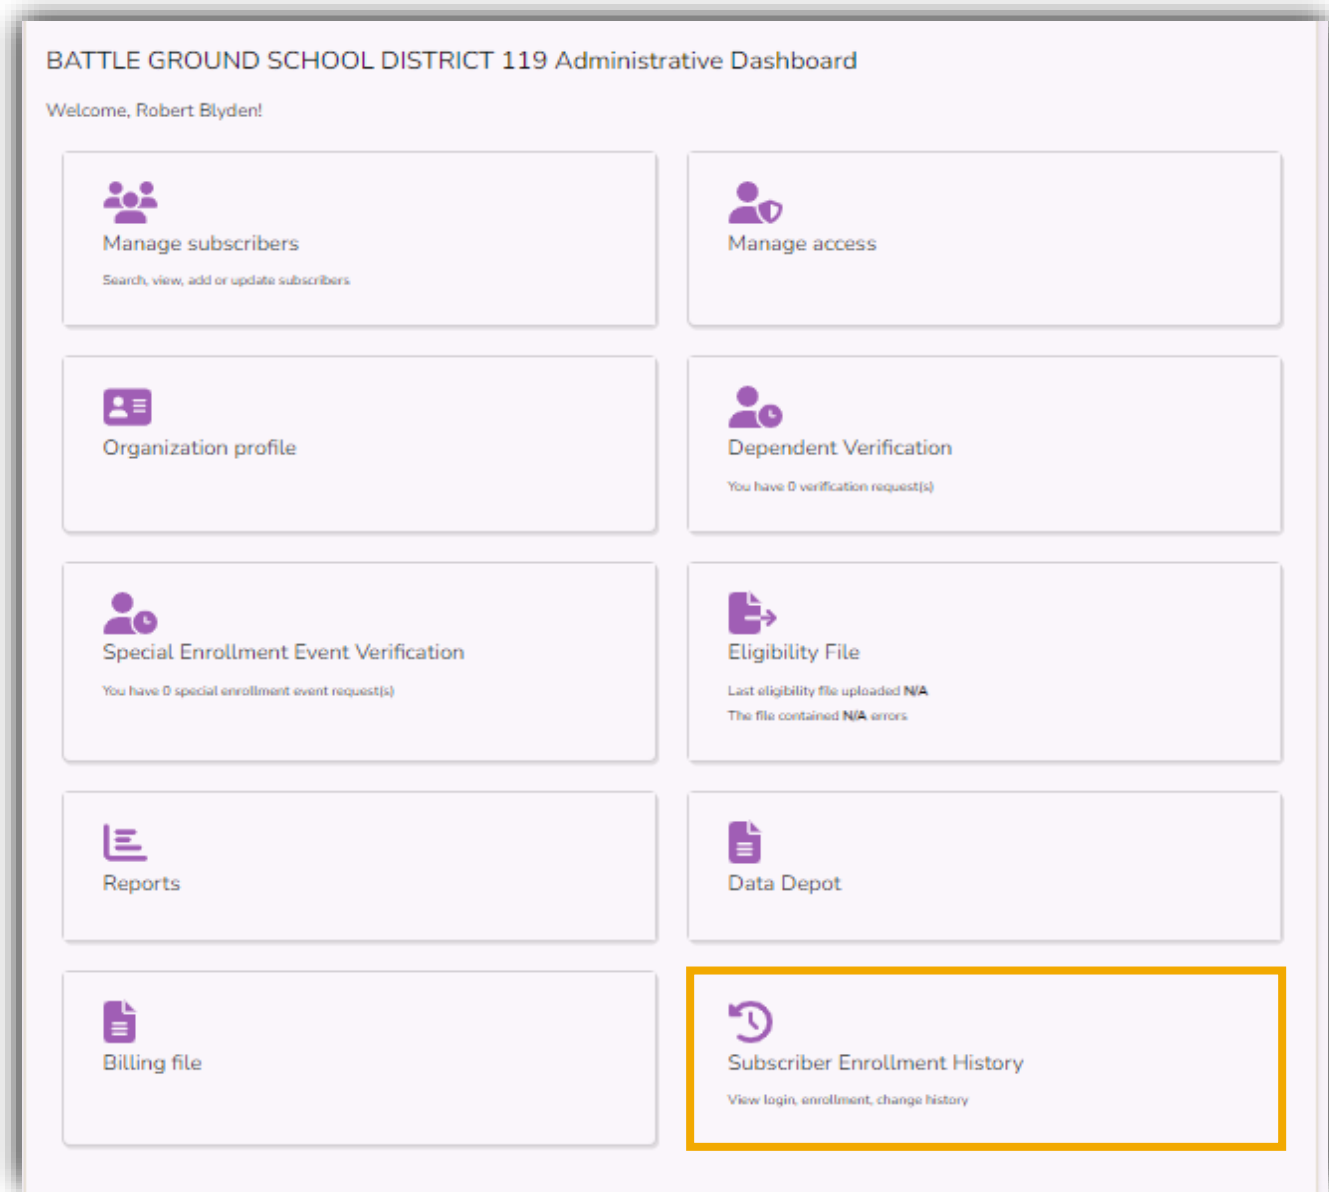 BATTLE GROUND SCHOOL DISTRICT 119 Administrative Dashboard
Welcome, Robert Blyden!
Manage subscribers
Search, view, add or update subscribers
Manage access
Organization profile
Dependent Verification
You have 0 verification request(s)
Special Enrollment Event Verification
You have 0 special enrollment event request(s)
Eligibility File
Last eligibility file uploaded N/A
The file contained N/A errors
Reports
Data Depot
Billing file
Subscriber Enrollment History
View login, enrollment, change history